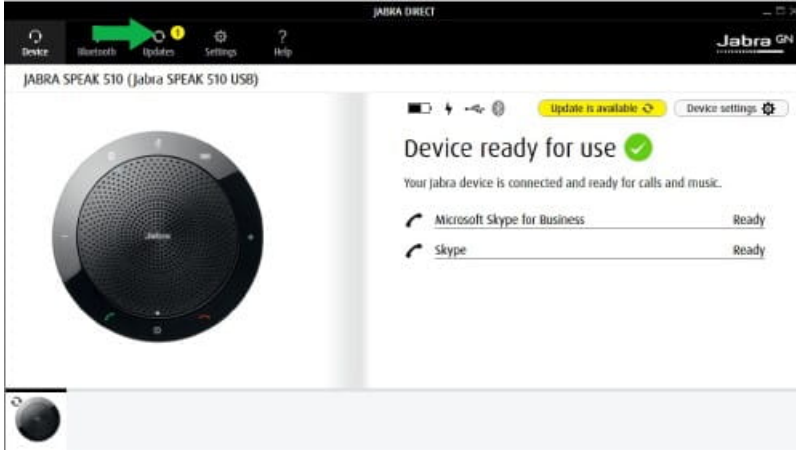 JABRA DIRECT
Device Bluetooth Updates 1 Settings ? Help
Jabra GN
JABRA SPEAK 510 (Jabra SPEAK 510 USB)
Update is available Device settings
Device ready for use
Your Jabra device is connected and ready for calls and music.
Microsoft Skype for Business Ready
Skype Ready
Jabra